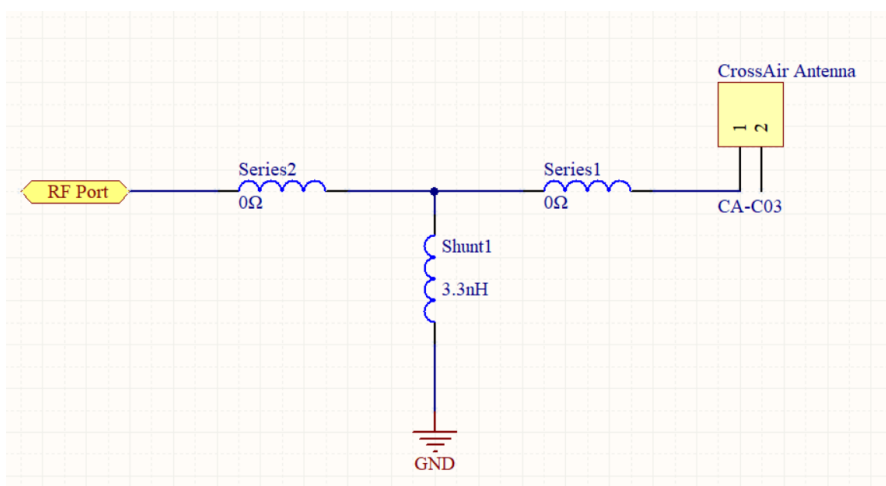 CrossAir Antenna
1
2
CA-C03
RF Port
Series2
0Ω
Series1
0Ω
Shunt1
3.3nH
GND